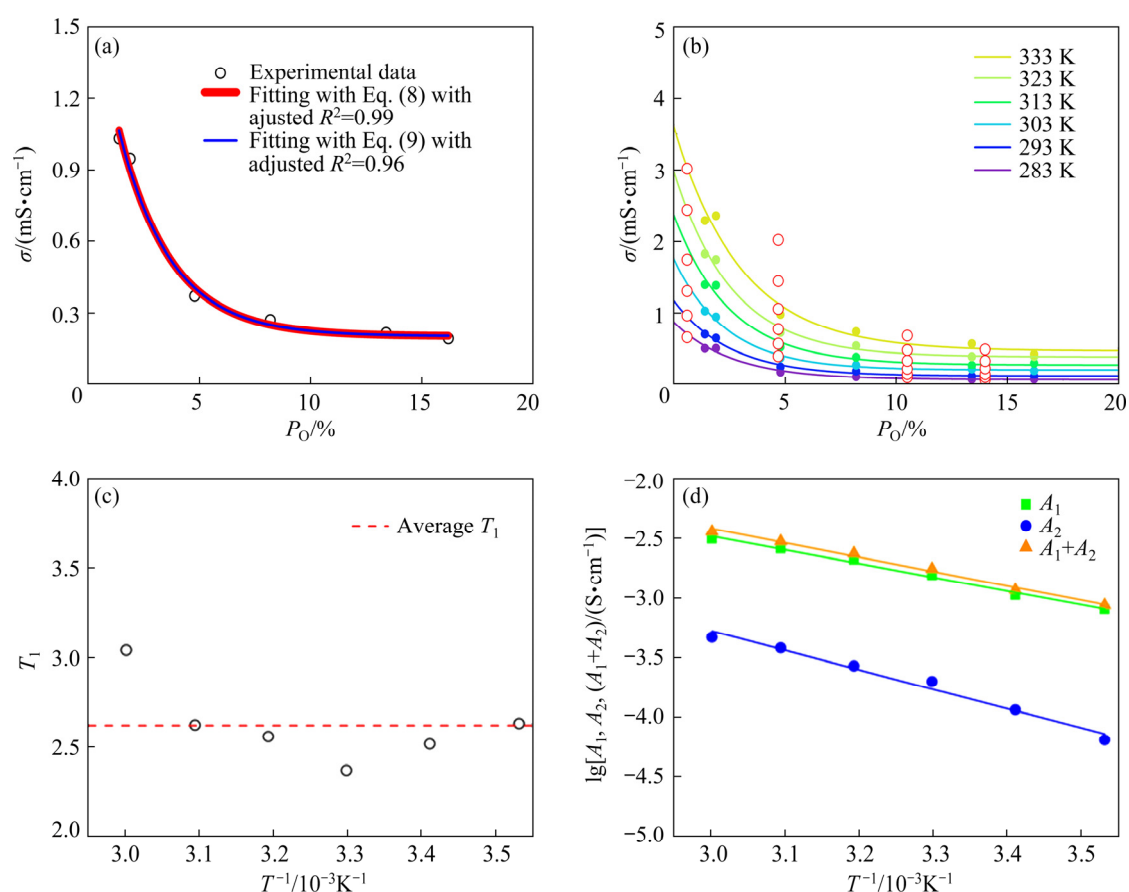 (a)
1.5
1.2
0.9
0.6
0.3
0
σ/(mS•cm⁻¹)
Experimental data
Fitting with Eq. (8) with
ajusted R²=0.99
Fitting with Eq. (9) with
adjusted R²=0.96
0 5 10 15 20
P_O/%
(b)
5
4
3
2
1
0
σ/(mS•cm⁻¹)
333 K
323 K
313 K
303 K
293 K
283 K
5 10 15 20
P_O/%
(c)
4.0
3.5
3.0
2.5
2.0
T₁
Average T₁
3.0 3.1 3.2 3.3 3.4 3.5
T⁻¹/10⁻³K⁻¹
(d)
−2.0
−2.5
−3.0
−3.5
−4.0
−4.5
−5.0
lg[A₁, A₂, (A₁+A₂)/(S•cm⁻¹)]
A₁
A₂
A₁+A₂
3.0 3.1 3.2 3.3 3.4 3.5
T⁻¹/10⁻³K⁻¹